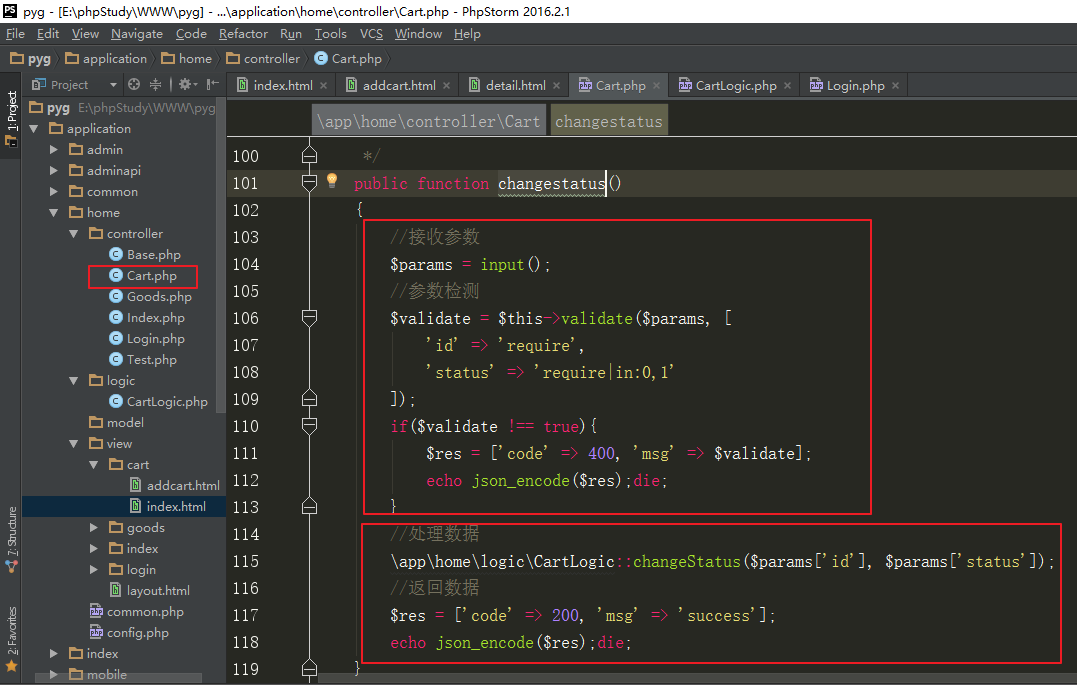 pyg - [E:\phpStudy\WWW\pyg] - ...\application\home\controller\Cart.php - PhpStorm 2016.2.1
File Edit View Navigate Code Refactor Run Tools VCS Window Help
pyg application home controller Cart.php
Project index.html addcart.html detail.html Cart.php CartLogic.php Login.php
1: Project
7: Structure
2: Favorites
pyg E:\phpStudy\WWW\pyg
application
admin
adminapi
common
home
controller
Base.php
Cart.php
Goods.php
Index.php
Login.php
Test.php
logic
CartLogic.php
model
view
cart
addcart.html
index.html
goods
index
login
layout.html
common.php
config.php
index
mobile
\app\home\controller\Cart changestatus
100 */
101 public function changestatus()
102 {
103 //接收参数
104 $params = input();
105 //参数检测
106 $validate = $this->validate($params, [
107 'id' => 'require',
108 'status' => 'require|in:0,1'
109 ]);
110 if($validate !== true){
111 $res = ['code' => 400, 'msg' => $validate];
112 echo json_encode($res);die;
113 }
114 //处理数据
115 \app\home\logic\CartLogic::changeStatus($params['id'], $params['status']);
116 //返回数据
117 $res = ['code' => 200, 'msg' => 'success'];
118 echo json_encode($res);die;
119 }